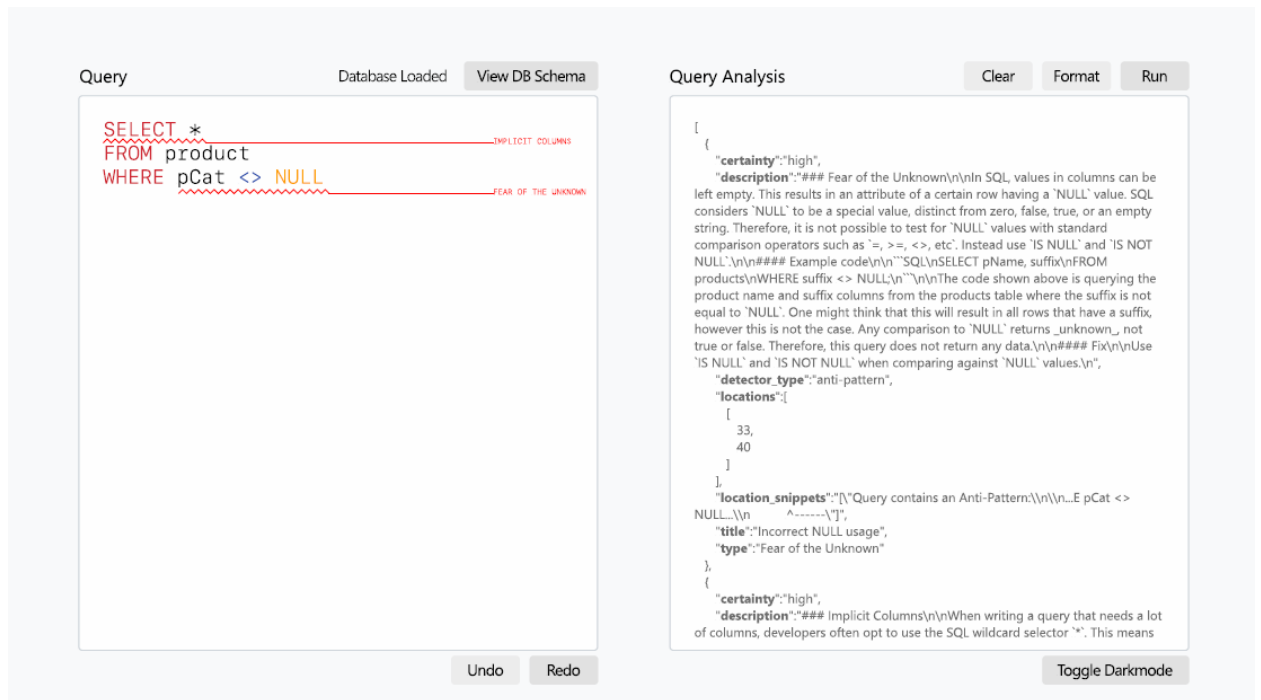 Query
Database Loaded
View DB Schema
SELECT *
IMPLICIT COLUMNS
FROM product
WHERE pCat <> NULL
FEAR OF THE UNKNOWN
Undo
Redo
Query Analysis
Clear
Format
Run
[
{
"certainty":"high",
"description":"### Fear of the Unknown\n\nIn SQL, values in columns can be
left empty. This results in an attribute of a certain row having a `NULL` value. SQL
considers `NULL` to be a special value, distinct from zero, false, true, or an empty
string. Therefore, it is not possible to test for `NULL` values with standard
comparison operators such as `=, >=, <>, etc`. Instead use `IS NULL` and `IS NOT
NULL`.\n\n#### Example code\n\n```SQL\nSELECT pName, suffix\nFROM
products\nWHERE suffix <> NULL;\n```\n\nThe code shown above is querying the
product name and suffix columns from the products table where the suffix is not
equal to `NULL`. One might think that this will result in all rows that have a suffix,
however this is not the case. Any comparison to `NULL` returns _unknown_, not
true or false. Therefore, this query does not return any data.\n\n#### Fix\n\nUse
`IS NULL` and `IS NOT NULL` when comparing against `NULL` values.\n",
"detector_type":"anti-pattern",
"locations":[
[
33,
40
]
],
"location_snippets":"[\"Query contains an Anti-Pattern:\\n\\n...E pCat <>
NULL...\\n ^------\"]",
"title":"Incorrect NULL usage",
"type":"Fear of the Unknown"
},
{
"certainty":"high",
"description":"### Implicit Columns\n\nWhen writing a query that needs a lot
of columns, developers often opt to use the SQL wildcard selector `*`. This means
Toggle Darkmode